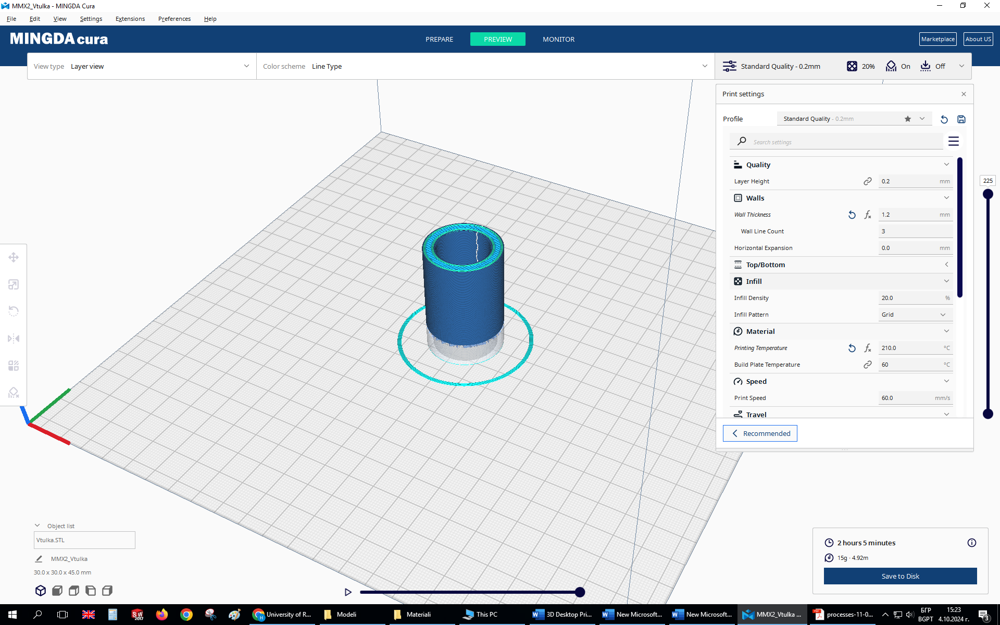 MMX2_Vtulka - MINGDA Cura
File Edit View Settings Extensions Preferences Help
MINGDA cura
PREPARE PREVIEW MONITOR
Marketplace About US
View type Layer view Color scheme Line Type Standard Quality - 0.2mm 20% On Off
Print settings
Profile Standard Quality - 0.2mm
Search settings
Quality
Layer Height 0.2 mm
225
Walls
Wall Thickness 1.2 mm
Wall Line Count 3
Horizontal Expansion 0.0 mm
Top/Bottom
Infill
Infill Density 20.0 %
Infill Pattern Grid
Material
Printing Temperature 210.0 °C
Build Plate Temperature 60 °C
Speed
Print Speed 60.0 mm/s
Travel
Recommended
Object list
Vtulka.STL
MMX2_Vtulka
30.0 x 30.0 x 45.0 mm
2 hours 5 minutes
15g · 4.92m
Save to Disk
SW 2017 University of R... Modeli Materiali This PC 3D Desktop Pri... New Microsoft... New Microsoft... MMX2_Vtulka ... processes-11-0...
БГР 15:23
BGPT 4.10.2024 г. 3